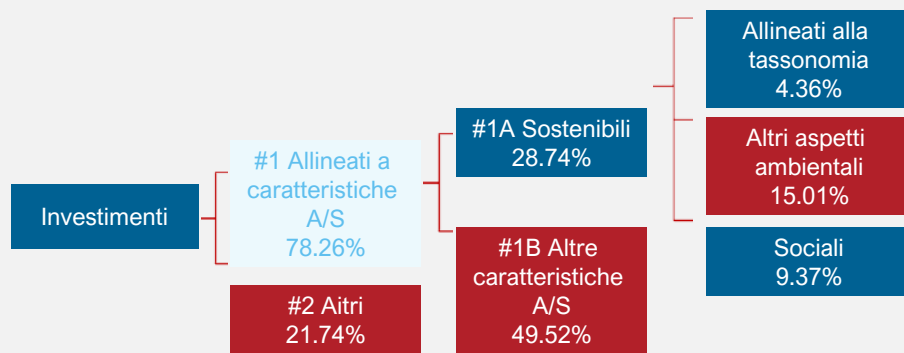 Investimenti
#1 Allineati a
caratteristiche
A/S
78.26%
#2 Aitri
21.74%
#1A Sostenibili
28.74%
#1B Altre
caratteristiche
A/S
49.52%
Allineati alla
tassonomia
4.36%
Altri aspetti
ambientali
15.01%
Sociali
9.37%